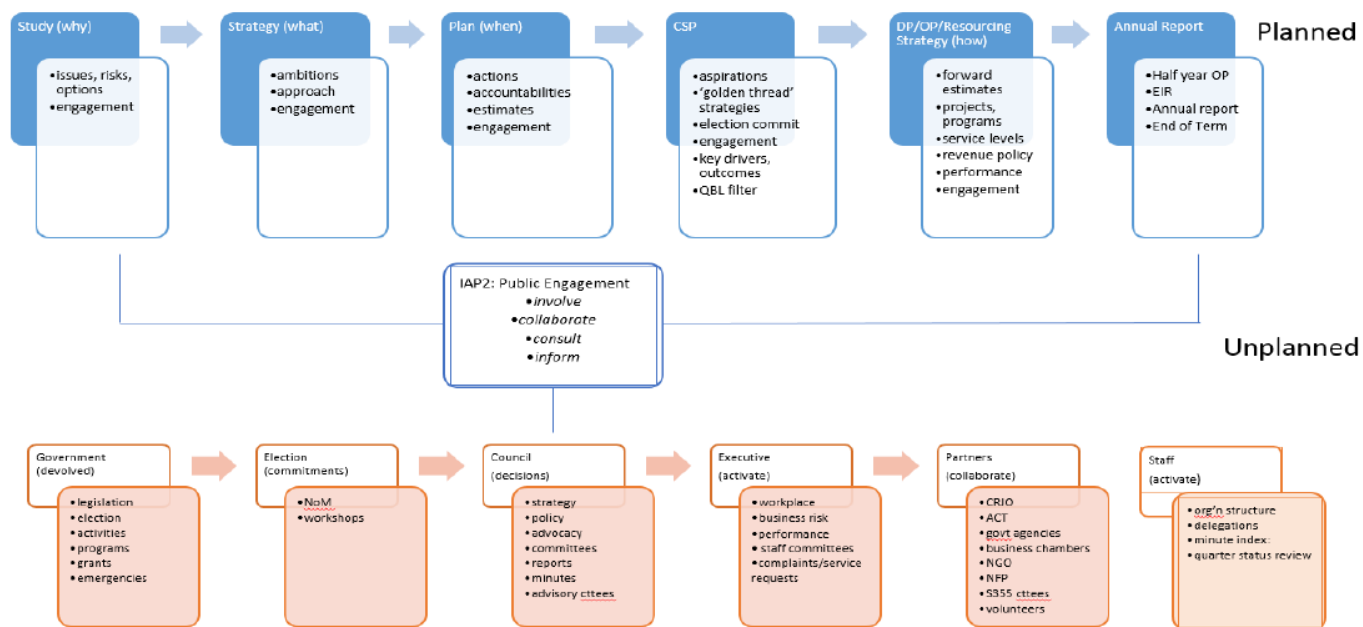 Study (why)
• issues, risks,
options
• engagement
Strategy (what)
• ambitions
• approach
• engagement
Plan (when)
• actions
• accountabilities
• estimates
• engagement
CSP
• aspirations
• ‘golden thread’
strategies
• election commit
• engagement
• key drivers,
outcomes
• QBL filter
DP/OP/Resourcing
Strategy (how)
• forward
estimates
• projects,
programs
• service levels
• revenue policy
• performance
• engagement
Annual Report
• Half year OP
• EIR
• Annual report
• End of Term
Planned
IAP2: Public Engagement
• involve
• collaborate
• consult
• inform
Unplanned
Government
(devolved)
• legislation
• election
• activities
• programs
• grants
• emergencies
Election
(commitments)
• NoM
• workshops
Council
(decisions)
• strategy
• policy
• advocacy
• committees
• reports
• minutes
• advisory cttees
Executive
(activate)
• workplace
• business risk
• performance
• staff committees
• complaints/service
requests
Partners
(collaborate)
• CRJO
• ACT
• govt agencies
• business chambers
• NGO
• NFP
• S355 cttees
• volunteers
Staff
(activate)
• org'n structure
• delegations
• minute index:
• quarter status review